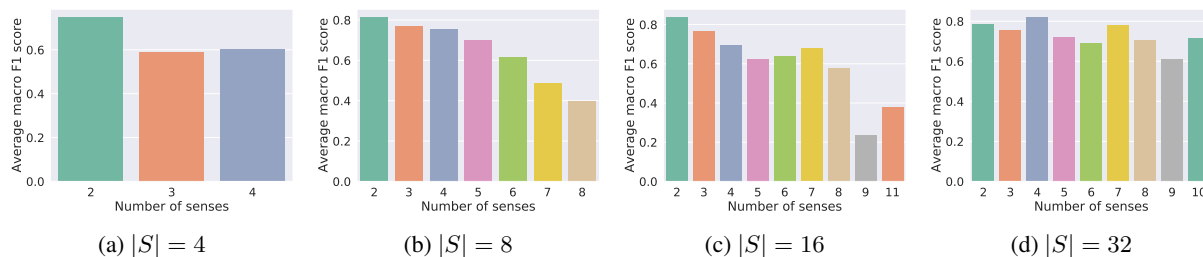 Average macro F1 score
0.6
0.4
0.2
0.0
2 3 4
Number of senses
(a) |S| = 4
Average macro F1 score
0.8
0.6
0.4
0.2
0.0
2 3 4 5 6 7 8
Number of senses
(b) |S| = 8
Average macro F1 score
0.8
0.6
0.4
0.2
0.0
2 3 4 5 6 7 8 9 11
Number of senses
(c) |S| = 16
Average macro F1 score
0.8
0.6
0.4
0.2
0.0
2 3 4 5 6 7 8 9 10
Number of senses
(d) |S| = 32